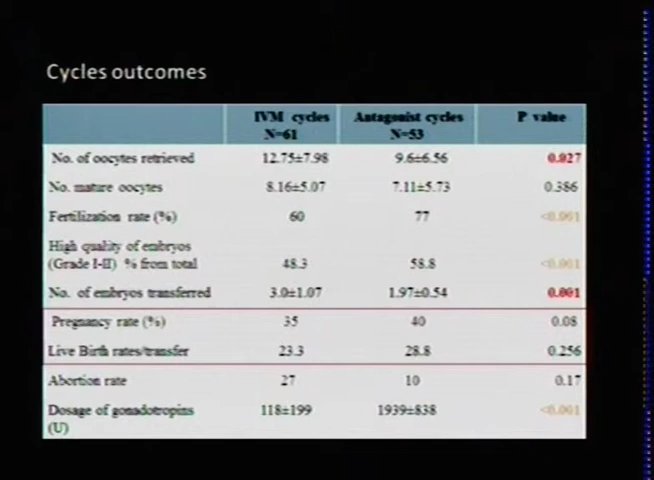 Cycles outcomes
IVM cycles N=61 Antagonist cycles N=53 P value
No. of oocytes retrieved 12.75±7.98 9.6±6.56 0.027
No. mature oocytes 8.16±5.07 7.11±5.73 0.386
Fertilization rate (%) 60 77 <0.001
High quality of embryos
(Grade I-II) % from total 48.3 58.8 <0.001
No. of embryos transferred 3.0±1.07 1.97±0.54 0.001
Pregnancy rate (%) 35 40 0.08
Live Birth rates/transfer 23.3 28.8 0.256
Abortion rate 27 10 0.17
Dosage of gonadotropins 118±199 1939±838 <0.001
(U)